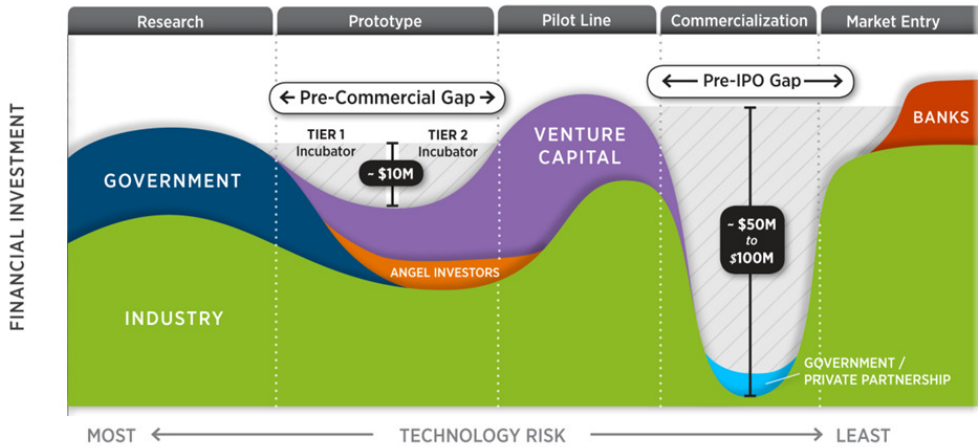 Research
Prototype
Pilot Line
Commercialization
Market Entry
← Pre-Commercial Gap →
← Pre-IPO Gap →
TIER 1
Incubator
TIER 2
Incubator
~ $10M
GOVERNMENT
VENTURE
CAPITAL
BANKS
ANGEL INVESTORS
INDUSTRY
~ $50M
to
$100M
GOVERNMENT /
PRIVATE PARTNERSHIP
FINANCIAL INVESTMENT
MOST ← TECHNOLOGY RISK → LEAST